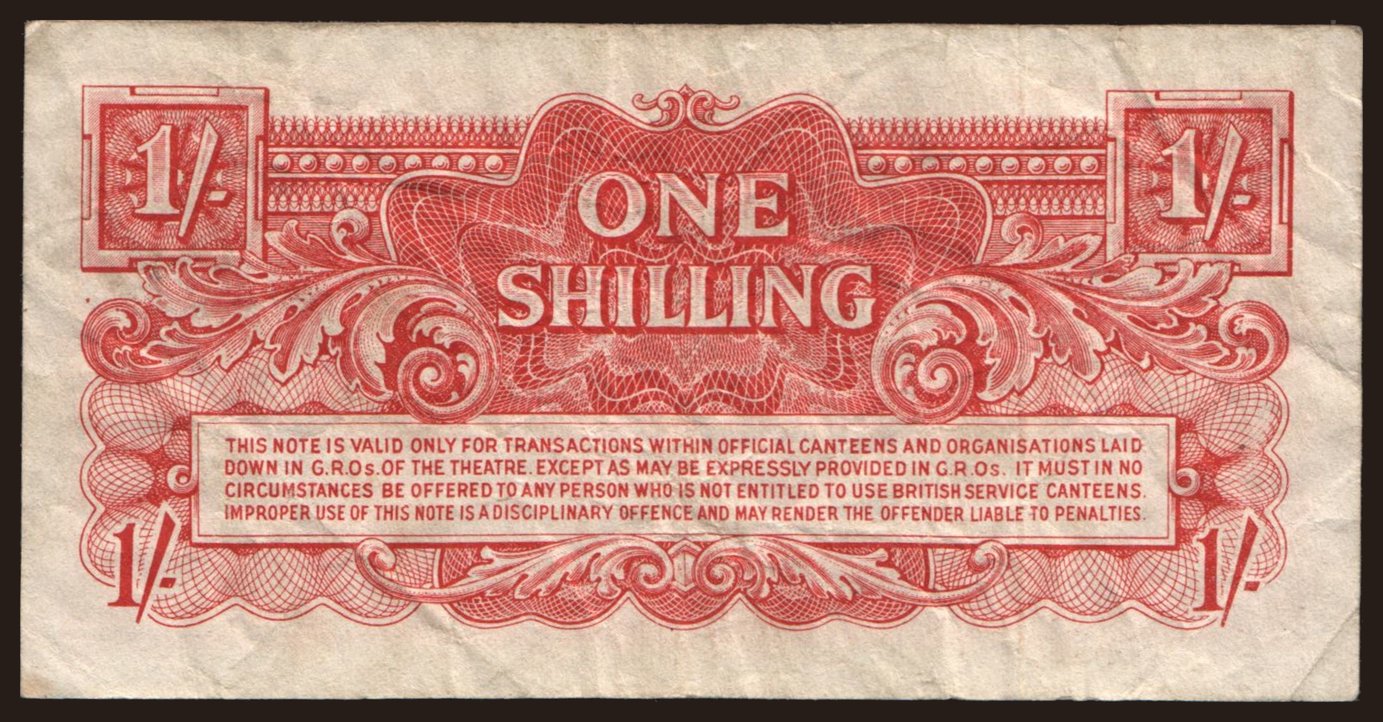 1/-
1/-
ONE
SHILLING
THIS NOTE IS VALID ONLY FOR TRANSACTIONS WITHIN OFFICIAL CANTEENS AND ORGANISATIONS LAID
DOWN IN G.R.Os. OF THE THEATRE. EXCEPT AS MAY BE EXPRESSLY PROVIDED IN G.R.Os. IT MUST IN NO
CIRCUMSTANCES BE OFFERED TO ANY PERSON WHO IS NOT ENTITLED TO USE BRITISH SERVICE CANTEENS.
IMPROPER USE OF THIS NOTE IS A DISCIPLINARY OFFENCE AND MAY RENDER THE OFFENDER LIABLE TO PENALTIES.
1/-
1/-